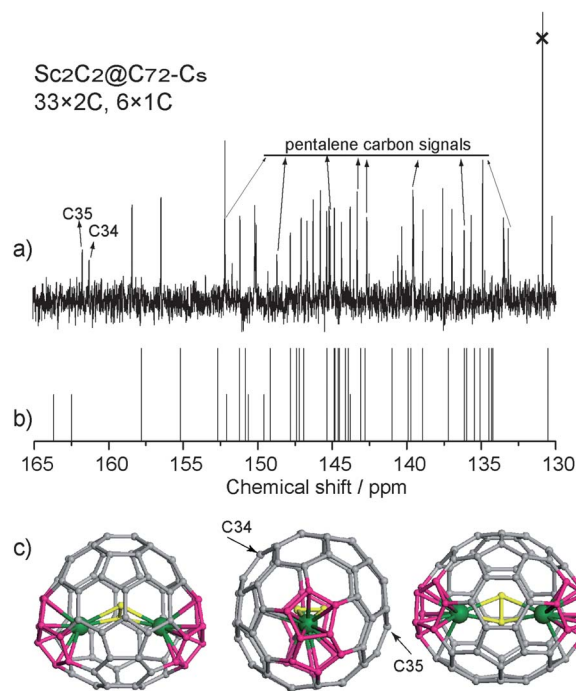 Sc2C2@C72-Cs
33×2C, 6×1C
×
pentalene carbon signals
C35
C34
a)
b)
165 160 155 150 145 140 135 130
Chemical shift / ppm
c)
C34
C35